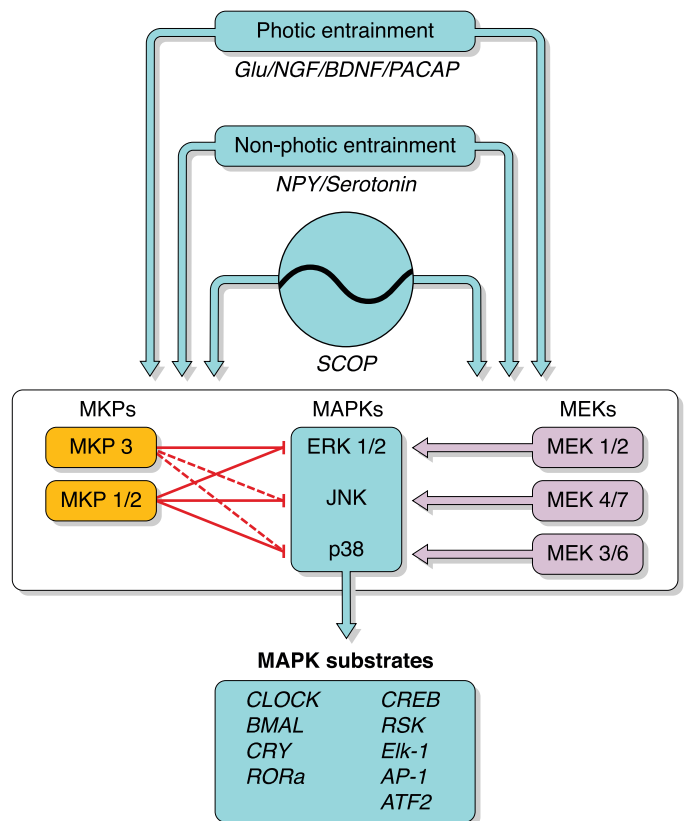 Photic entrainment
Glu/NGF/BDNF/PACAP
Non-photic entrainment
NPY/Serotonin
SCOP
MKPs
MAPKs
MEKs
MKP 3
ERK 1/2
MEK 1/2
MKP 1/2
JNK
MEK 4/7
p38
MEK 3/6
MAPK substrates
CLOCK
BMAL
CRY
RORa
CREB
RSK
Elk-1
AP-1
ATF2